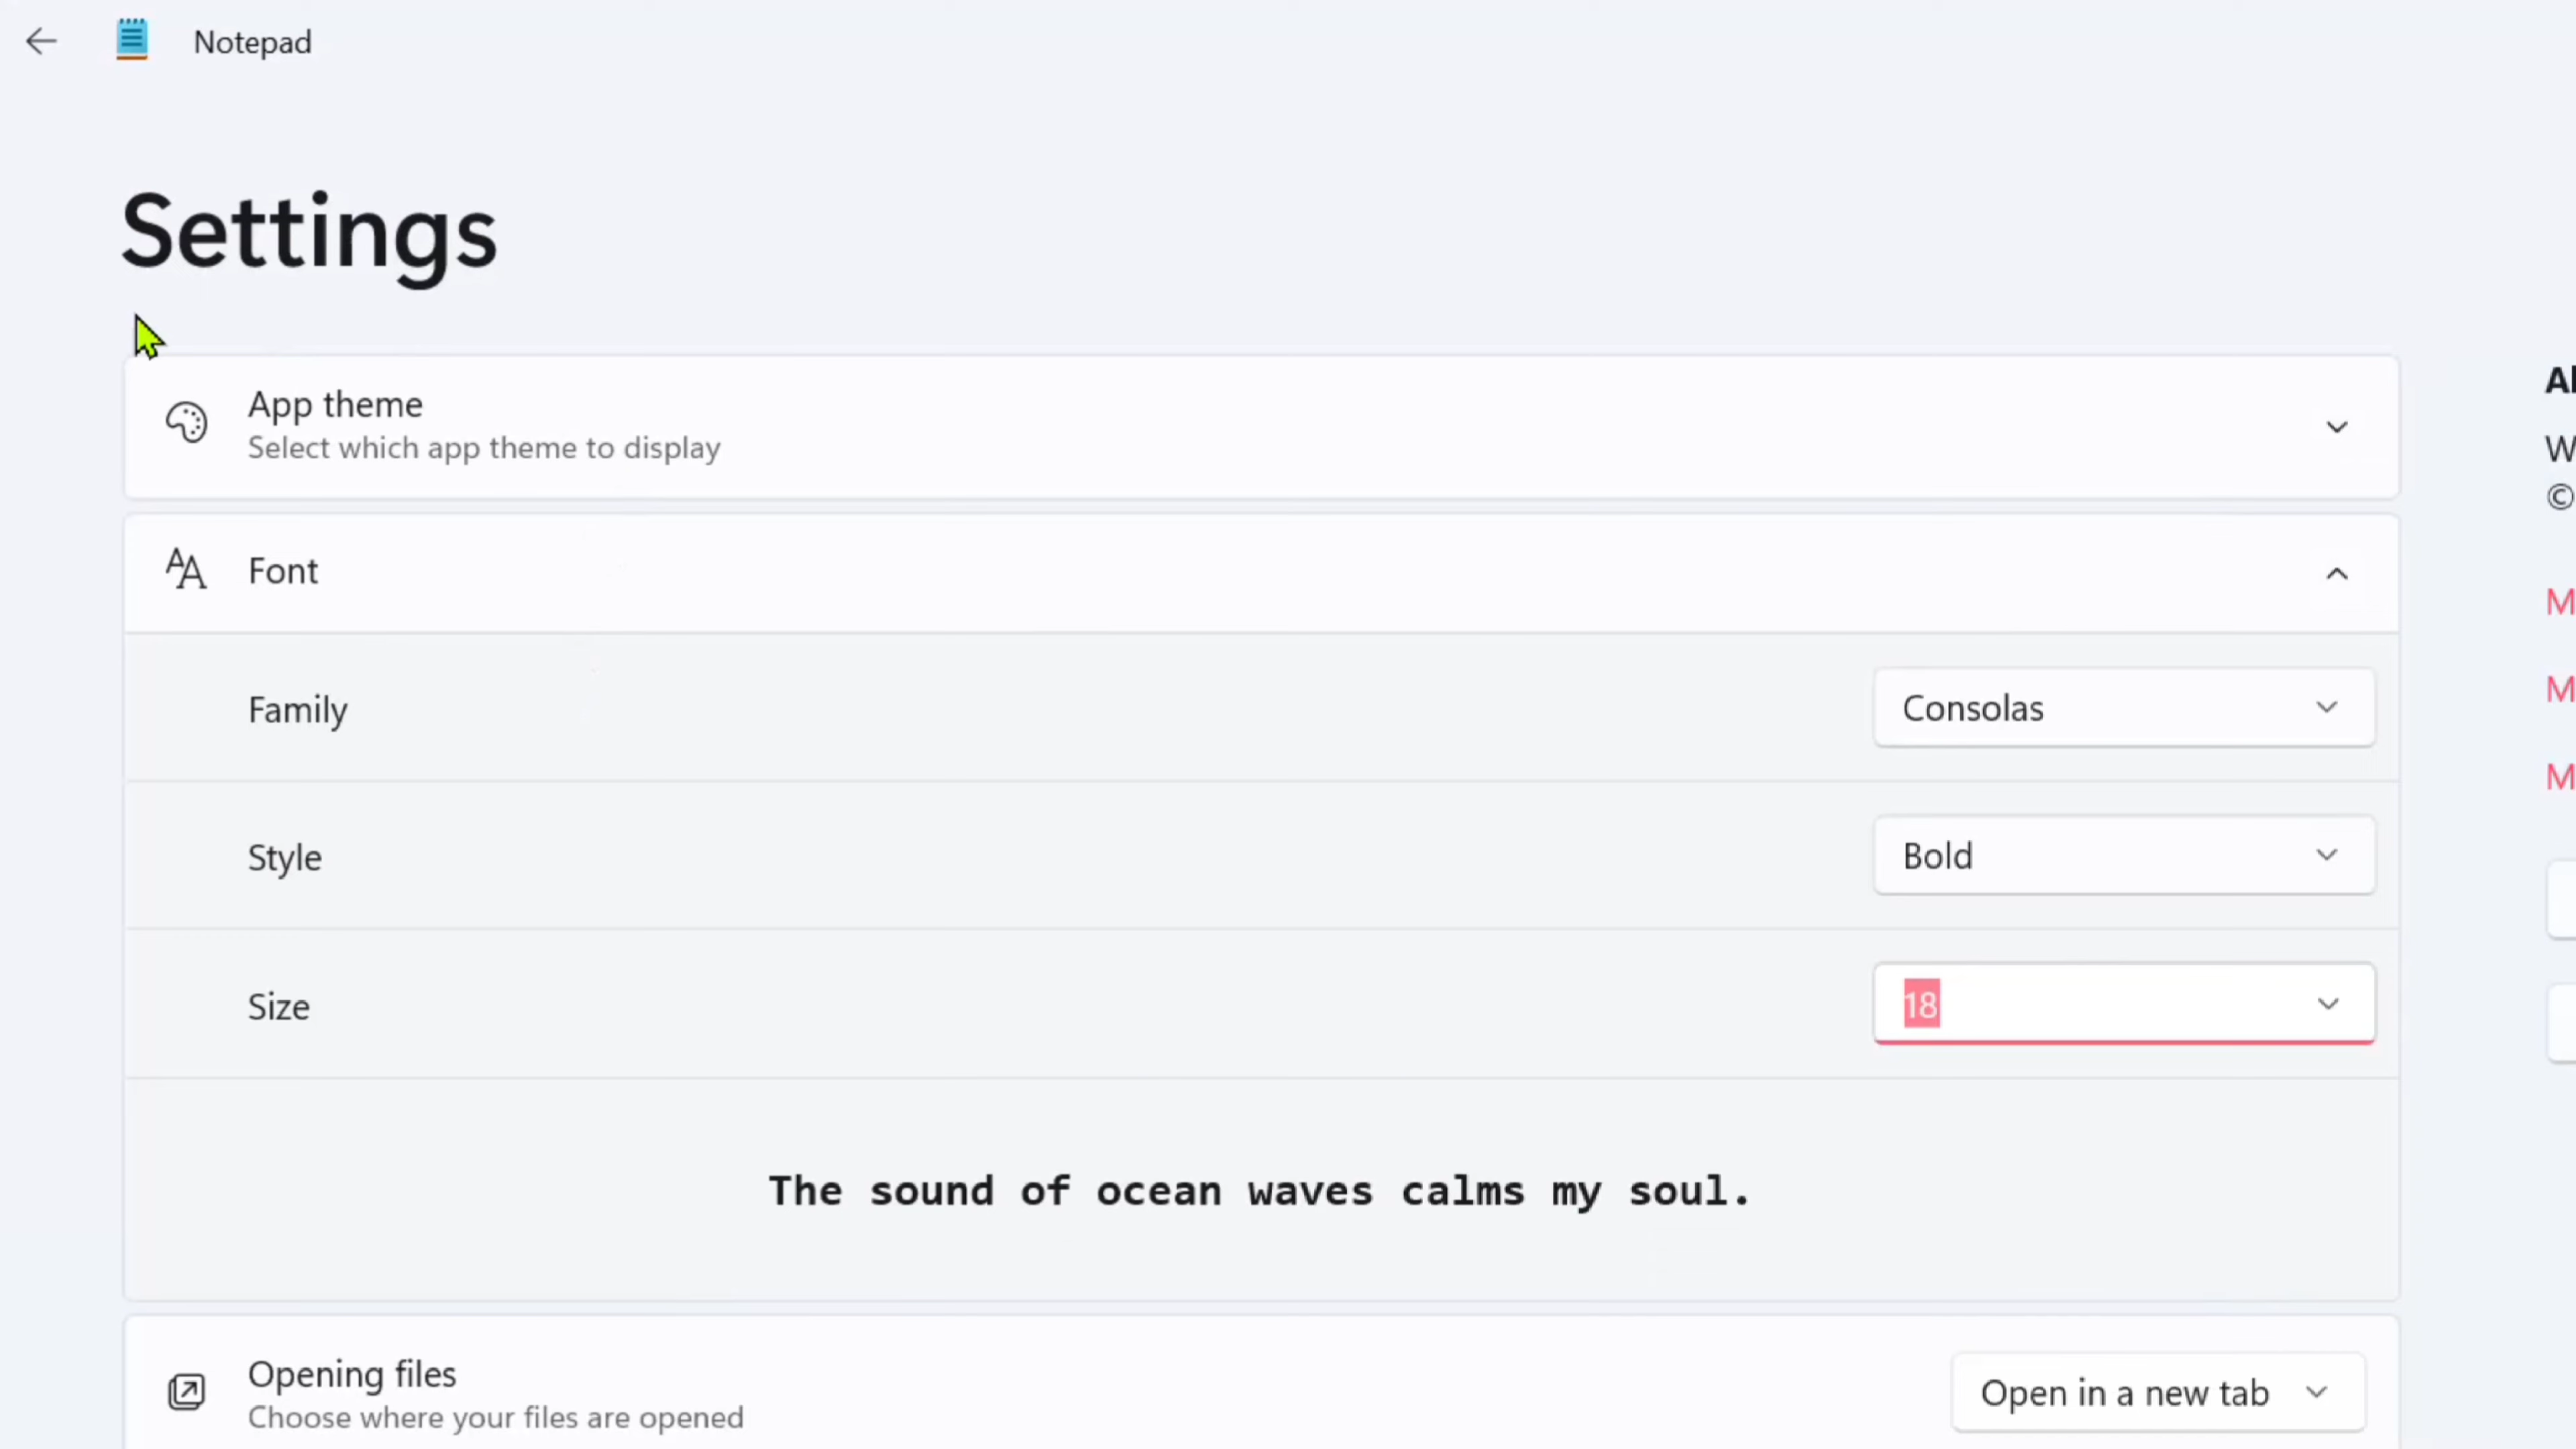 Notepad
Settings
App theme
Select which app theme to display
Font
Family
Consolas
Style
Bold
Size
18
The sound of ocean waves calms my soul.
Opening files
Choose where your files are opened
Open in a new tab
©